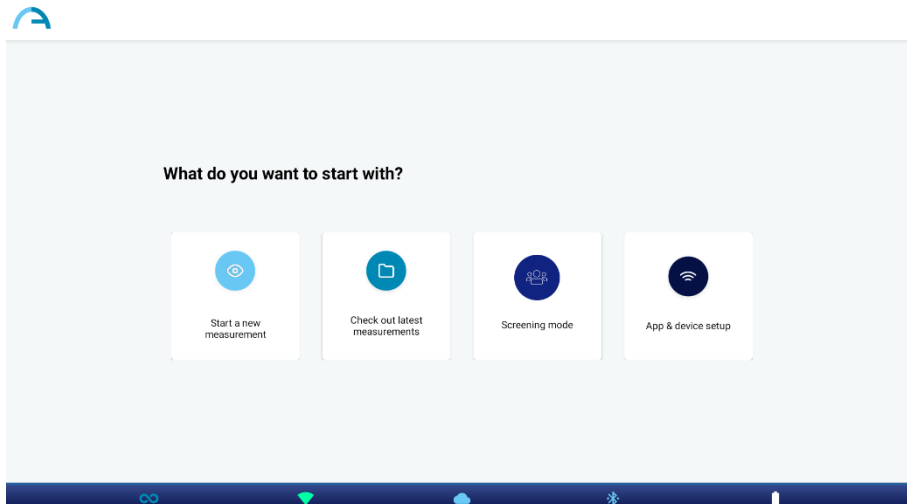 What do you want to start with?
Start a new
measurement
Check out latest
measurements
Screening mode
App & device setup